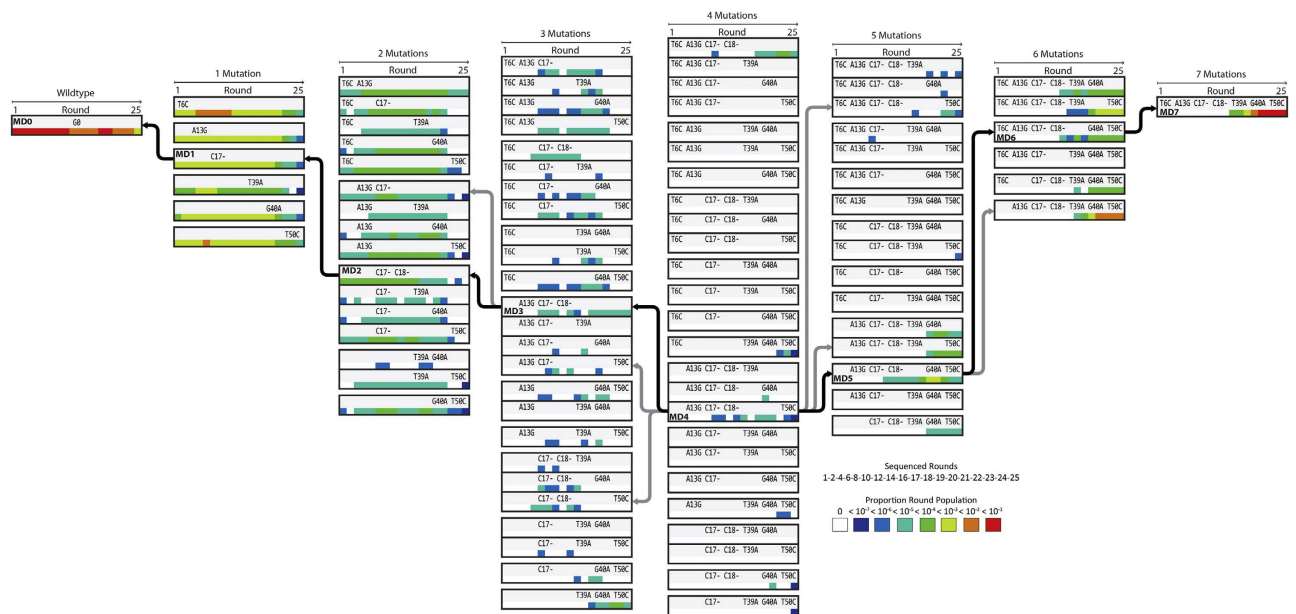 Wildtype
Round
1 25
G0
MD0
1 Mutation
Round
1 25
T6C
A13G
C17-
MD1
T39A
G40A
T50C
2 Mutations
Round
1 25
T6C A13G
T6C C17-
T6C T39A
T6C G40A
T6C T50C
A13G C17-
A13G T39A
A13G G40A
A13G T50C
C17- C18-
MD2
C17- T39A
C17- G40A
C17- T50C
T39A G40A
T39A T50C
G40A T50C
3 Mutations
Round
1 25
T6C A13G C17-
T6C A13G T39A
T6C A13G G40A
T6C A13G T50C
T6C C17- C18-
T6C C17- T39A
T6C C17- G40A
T6C C17- T50C
T6C T39A G40A
T6C T39A T50C
T6C G40A T50C
A13G C17- C18-
MD3
A13G C17- T39A
A13G C17- G40A
A13G C17- T50C
A13G G40A T50C
A13G T39A G40A
A13G T39A T50C
C17- C18- T39A
C17- C18- G40A
C17- C18- T50C
C17- T39A G40A
C17- T39A T50C
C17- G40A T50C
T39A G40A T50C
4 Mutations
Round
1 25
T6C A13G C17- C18-
T6C A13G C17- T39A
T6C A13G C17- G40A
T6C A13G C17- T50C
T6C A13G T39A G40A
T6C A13G T39A T50C
T6C A13G G40A T50C
T6C C17- C18- T39A
T6C C17- C18- G40A
T6C C17- C18- T50C
T6C C17- T39A G40A
T6C C17- T39A T50C
T6C C17- G40A T50C
T6C T39A G40A T50C
A13G C17- C18- T39A
A13G C17- C18- G40A
A13G C17- C18- T50C
MD4
A13G C17- T39A G40A
A13G C17- T39A T50C
A13G C17- G40A T50C
A13G T39A G40A T50C
C17- C18- T39A G40A
C17- C18- T39A T50C
C17- C18- G40A T50C
C17- T39A G40A T50C
5 Mutations
Round
1 25
T6C A13G C17- C18- T39A
T6C A13G C17- C18- G40A
T6C A13G C17- C18- T50C
T6C A13G C17- T39A G40A
T6C A13G C17- T39A T50C
T6C A13G C17- G40A T50C
T6C A13G T39A G40A T50C
T6C C17- C18- T39A G40A
T6C C17- C18- T39A T50C
T6C C17- C18- G40A T50C
T6C C17- T39A G40A T50C
A13G C17- C18- T39A G40A
A13G C17- C18- T39A T50C
A13G C17- C18- G40A T50C
MD5
A13G C17- T39A G40A T50C
C17- C18- T39A G40A T50C
6 Mutations
Round
1 25
T6C A13G C17- C18- T39A G40A
T6C A13G C17- C18- T39A T50C
T6C A13G C17- C18- G40A T50C
MD6
T6C A13G C17- T39A G40A T50C
T6C C17- C18- T39A G40A T50C
A13G C17- C18- T39A G40A T50C
7 Mutations
Round
1 25
T6C A13G C17- C18- T39A G40A T50C
MD7
Sequenced Rounds
1-2-4-6-8-10-12-14-16-17-18-19-20-21-22-23-24-25
Proportion Round Population
0 < 10⁻⁷ < 10⁻⁶ < 10⁻⁵ < 10⁻⁴ < 10⁻³ < 10⁻² < 10⁻¹